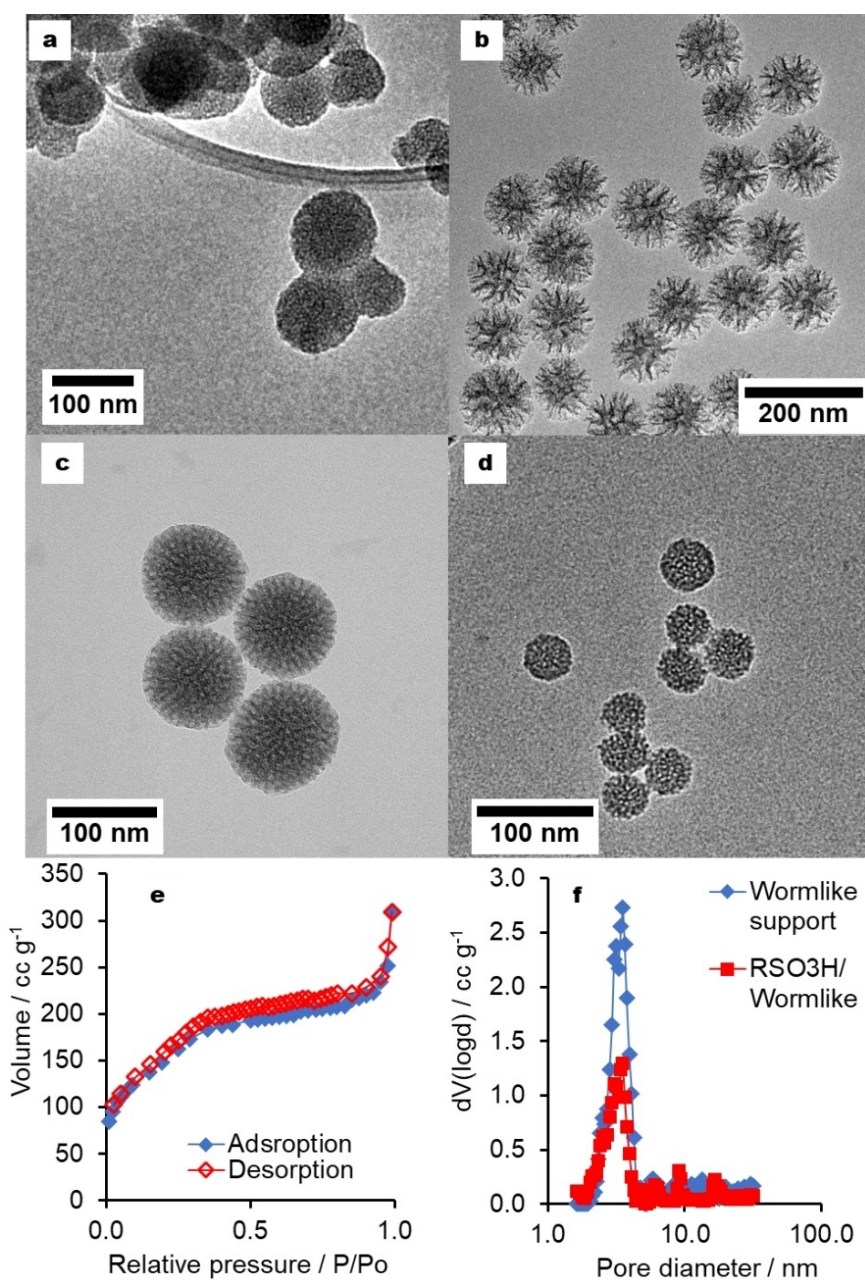 a
100 nm
b
200 nm
c
100 nm
d
100 nm
e
Volume / cc g-1
350
300
250
200
150
100
50
0
Adsroption
Desorption
0.0
0.5
1.0
Relative pressure / P/Po
f
dV(logd) / cc g-1
3.0
2.5
2.0
1.5
1.0
0.5
0.0
Wormlike
support
RSO3H/
Wormlike
1.0
10.0
100.0
Pore diameter / nm